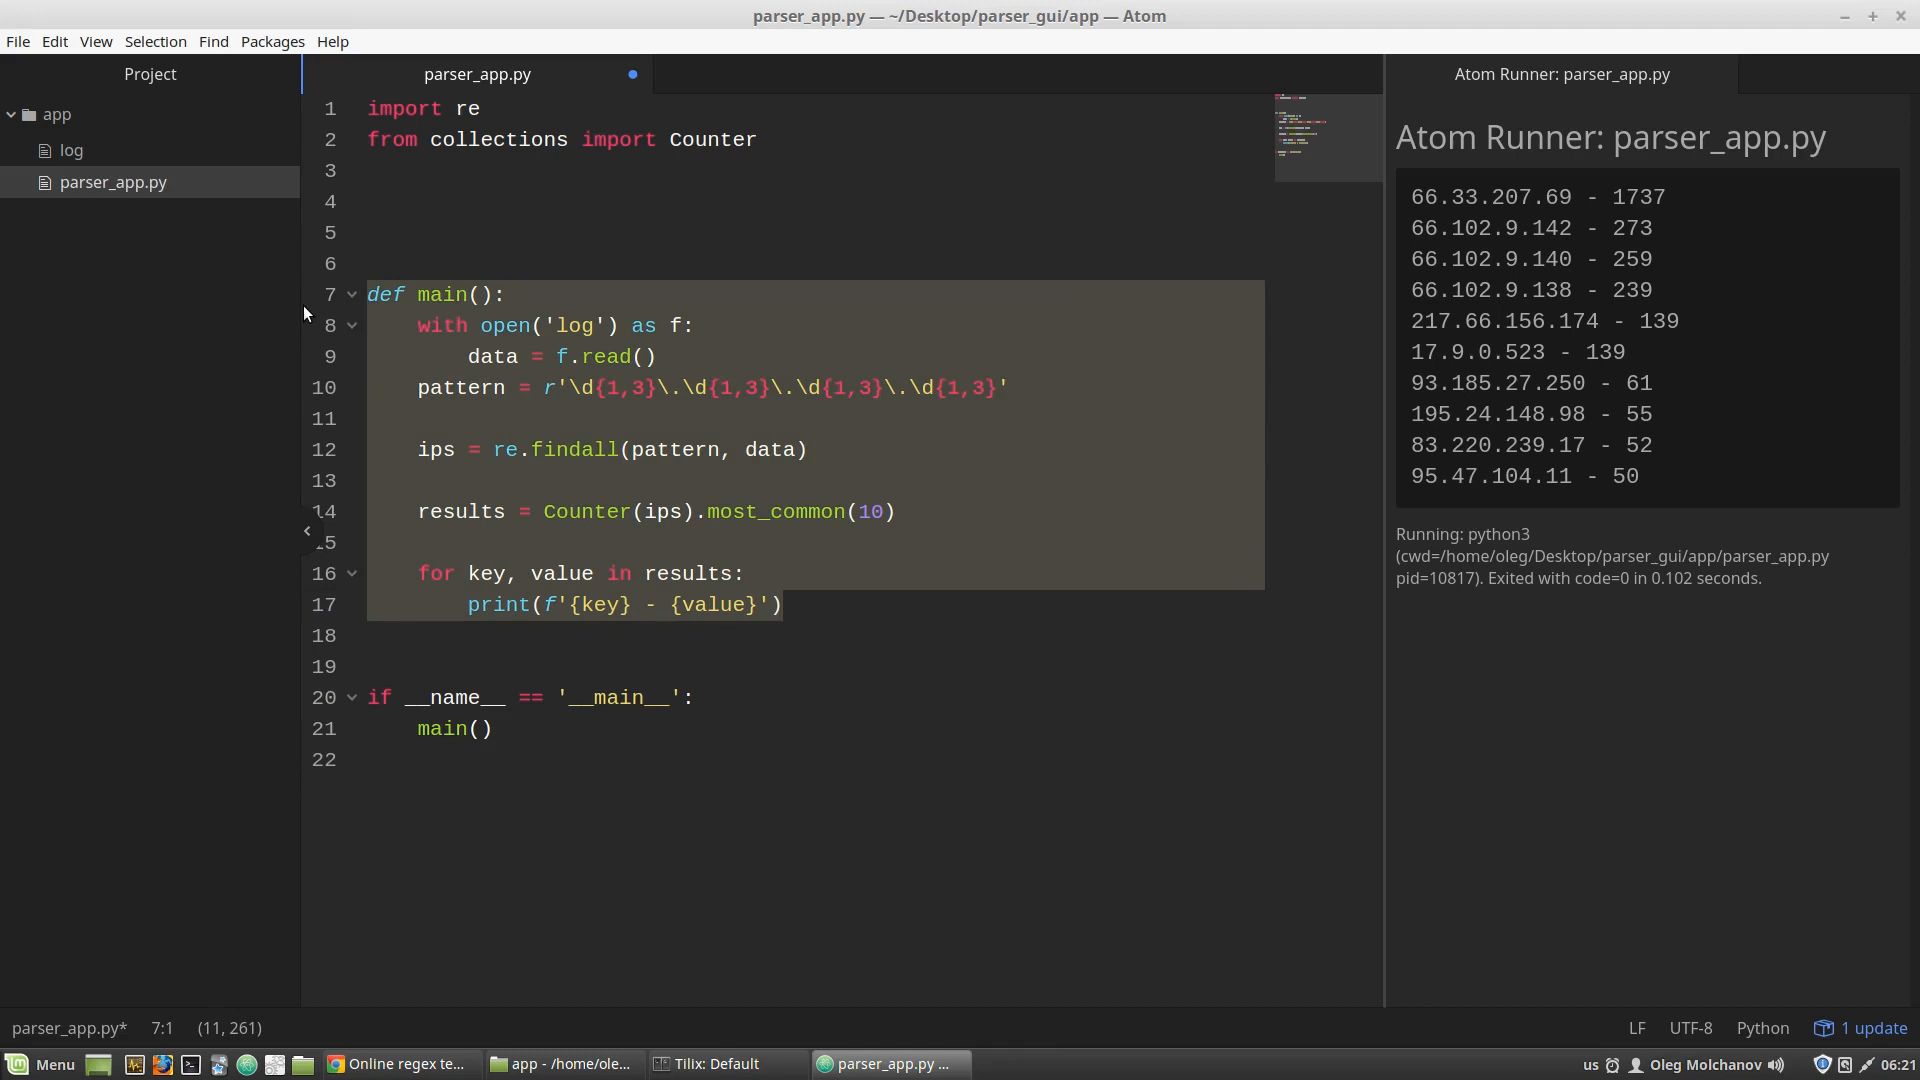 parser_app.py — ~/Desktop/parser_gui/app — Atom
File Edit View Selection Find Packages Help
Project
app
log
parser_app.py
parser_app.py
1 import re
2 from collections import Counter
3
4
5
6
7 def main():
8     with open('log') as f:
9         data = f.read()
10     pattern = r'\d{1,3}\.\d{1,3}\.\d{1,3}\.\d{1,3}'
11
12     ips = re.findall(pattern, data)
13
14     results = Counter(ips).most_common(10)
15
16     for key, value in results:
17         print(f'{key} - {value}')
18
19
20 if __name__ == '__main__':
21     main()
22
Atom Runner: parser_app.py
Atom Runner: parser_app.py
66.33.207.69 - 1737
66.102.9.142 - 273
66.102.9.140 - 259
66.102.9.138 - 239
217.66.156.174 - 139
17.9.0.523 - 139
93.185.27.250 - 61
195.24.148.98 - 55
83.220.239.17 - 52
95.47.104.11 - 50
Running: python3
(cwd=/home/oleg/Desktop/parser_gui/app/parser_app.py
pid=10817). Exited with code=0 in 0.102 seconds.
parser_app.py* 7:1 (11, 261) LF UTF-8 Python 1 update
Menu Online regex te... app - /home/ole... Tilix: Default parser_app.py ... us Oleg Molchanov 06:21